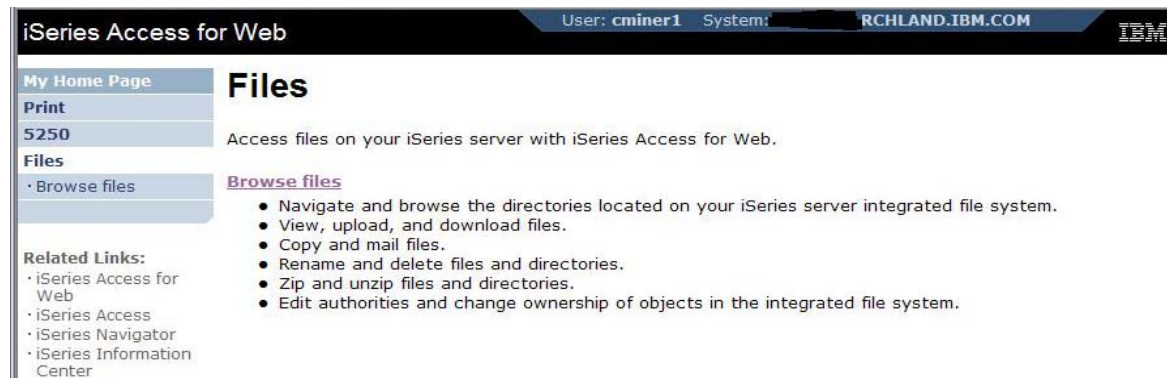 iSeries Access for Web
User: cminer1 System: RCHLAND.IBM.COM
IBM
My Home Page
Print
5250
Files
· Browse files
Related Links:
· iSeries Access for
Web
· iSeries Access
· iSeries Navigator
· iSeries Information
Center
Files
Access files on your iSeries server with iSeries Access for Web.
Browse files
● Navigate and browse the directories located on your iSeries server integrated file system.
● View, upload, and download files.
● Copy and mail files.
● Rename and delete files and directories.
● Zip and unzip files and directories.
● Edit authorities and change ownership of objects in the integrated file system.